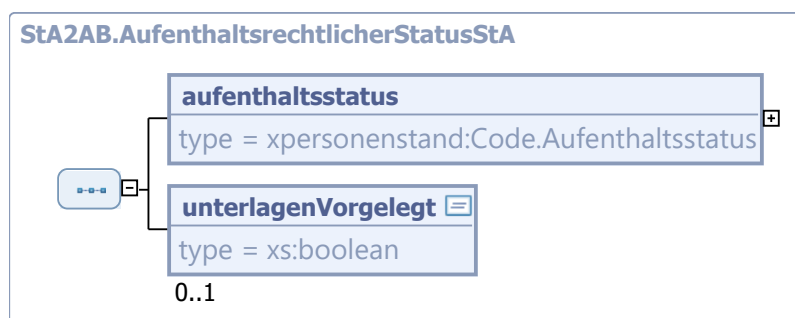 StA2AB.AufenthaltsrechtlicherStatusStA
aufenthaltsstatus
type = xpersonenstand:Code.Aufenthaltsstatus
unterlagenVorgelegt
type = xs:boolean
0..1